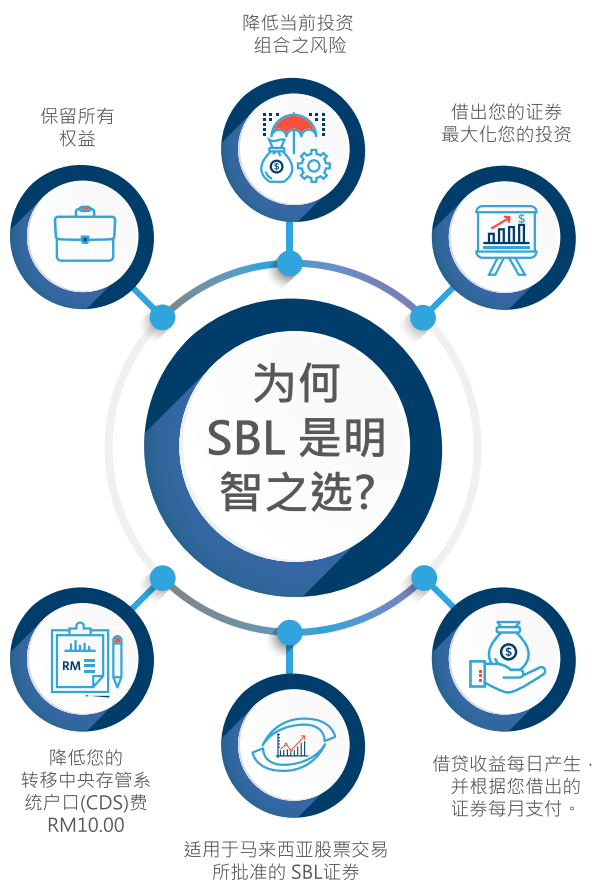 降低当前投资
组合之风险
保留所有
权益
借出您的证券
最大化您的投资
$
$
为何
SBL 是明
智之选?
RM
$
降低您的
转移中央存管系
统户口(CDS)费
RM10.00
借贷收益每日产生，
并根据您借出的
证券每月支付。
适用于马来西亚股票交易
所批准的 SBL证券